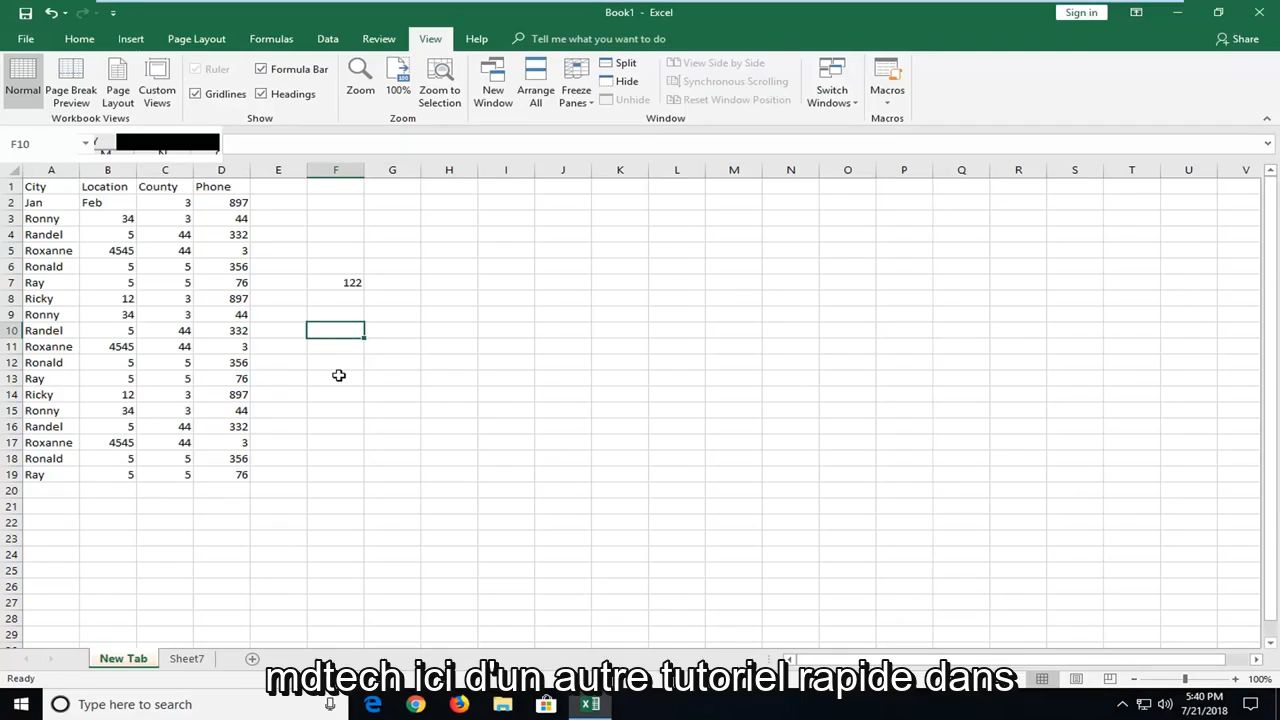 Book1 - Excel
Sign in
File Home Insert Page Layout Formulas Data Review View Help Tell me what you want to do Share
Ruler Formula Bar Split View Side by Side
Hide Synchronous Scrolling
Normal Page Break Preview Page Layout Custom Views Gridlines Headings Zoom 100% Zoom to Selection New Window Arrange All Freeze Panes Unhide Reset Window Position Switch Windows Macros
Workbook Views Show Zoom Window Macros
F10
A B C D E F G H I J K L M N O P Q R S T U V
1 City Location County Phone
2 Jan Feb 3 897
3 Ronny 34 3 44
4 Randel 5 44 332
5 Roxanne 4545 44 3
6 Ronald 5 5 356
7 Ray 5 5 76 122
8 Ricky 12 3 897
9 Ronny 34 3 44
10 Randel 5 44 332
11 Roxanne 4545 44 3
12 Ronald 5 5 356
13 Ray 5 5 76
14 Ricky 12 3 897
15 Ronny 34 3 44
16 Randel 5 44 332
17 Roxanne 4545 44 3
18 Ronald 5 5 356
19 Ray 5 5 76
20
21
22
23
24
25
26
27
28
29
New Tab Sheet7
mdtech ici d'un autre tutoriel rapide dans
Ready 100%
Type here to search
5:40 PM
7/21/2018